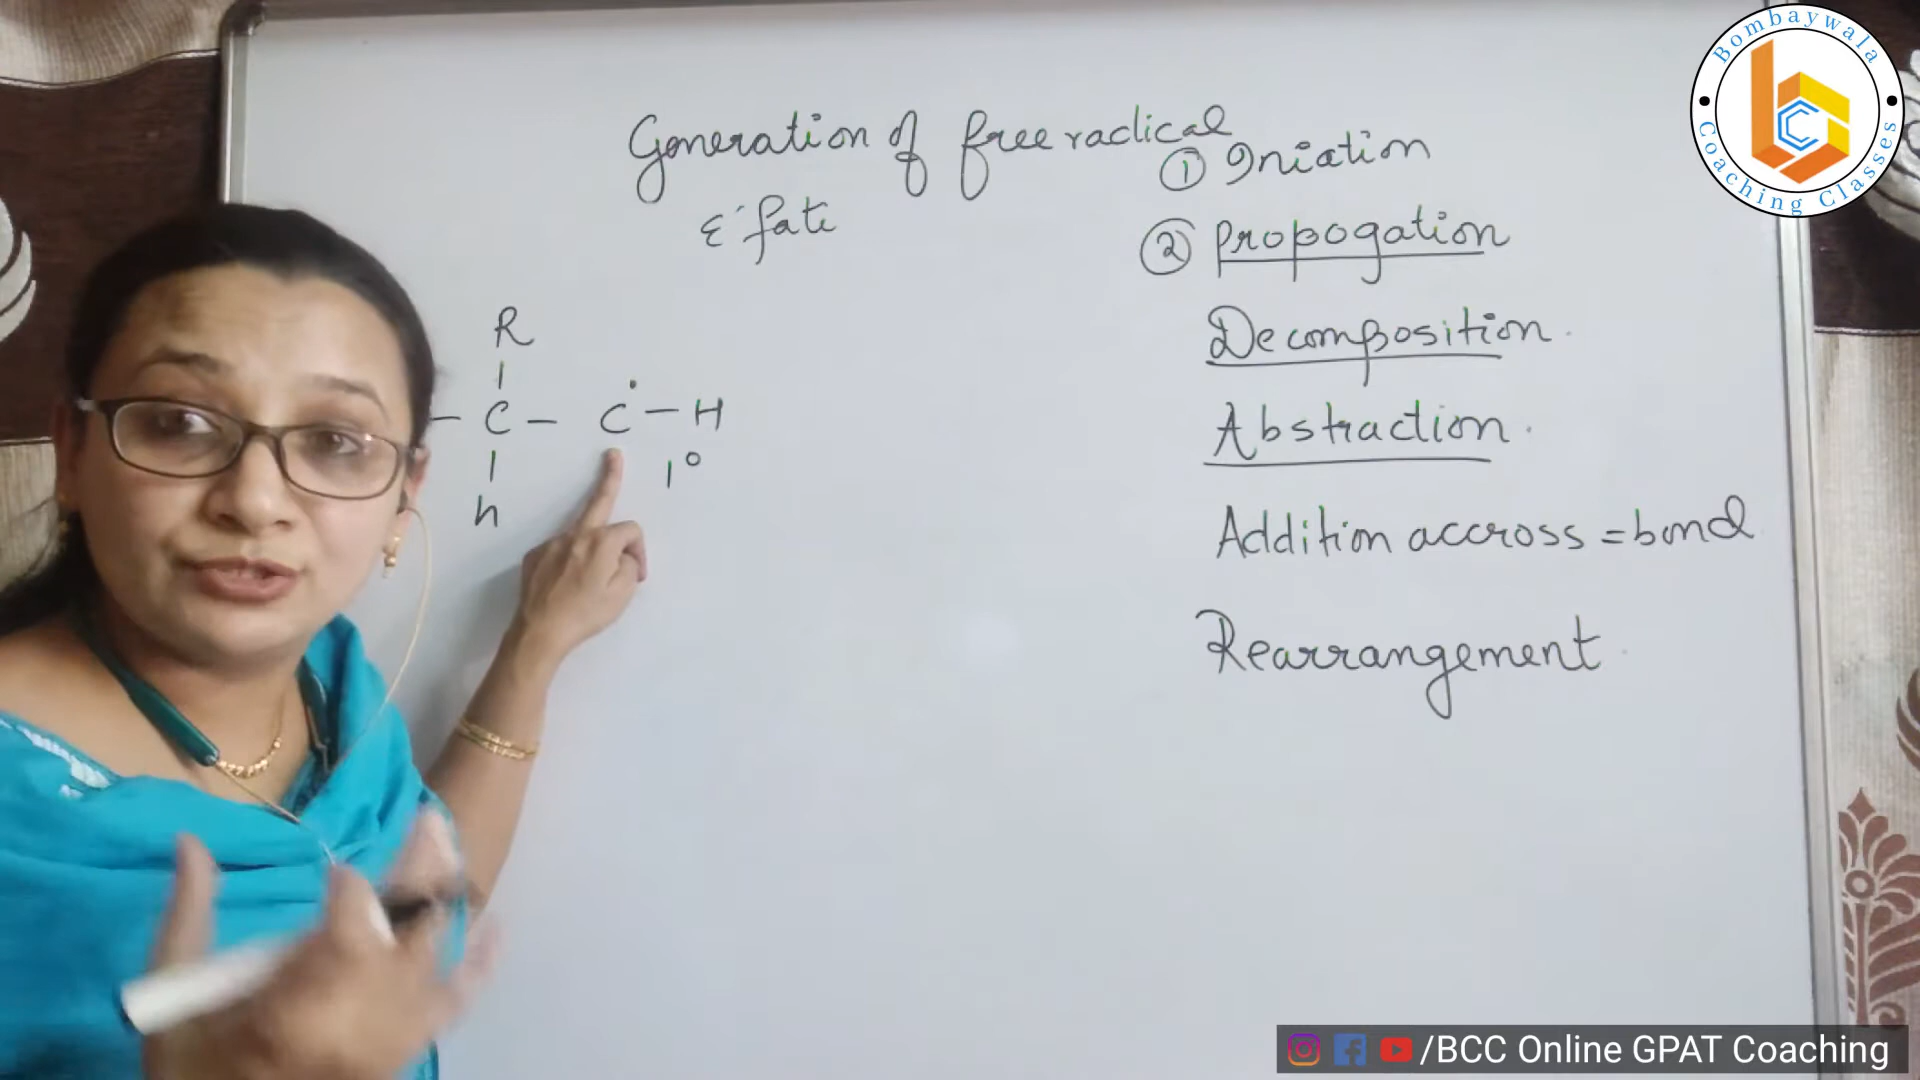 Generation of free radical
& fate
① Iniation
② Propogation
Decomposition
Abstraction
Addition accross = bond
Rearrangement
R
C - C - H
1°
h
Bombaywala
Coaching Classes
/BCC Online GPAT Coaching